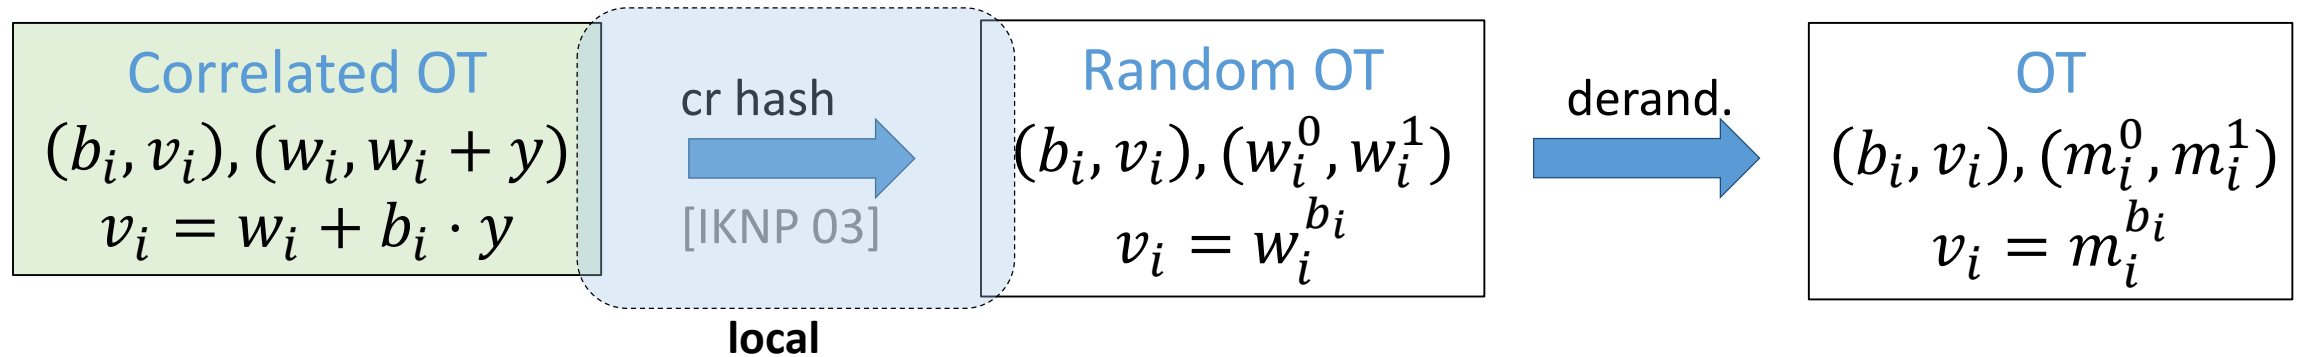 Correlated OT
(b_i, v_i), (w_i, w_i + y)
v_i = w_i + b_i · y
cr hash
[IKNP 03]
local
Random OT
(b_i, v_i), (w_i^0, w_i^1)
v_i = w_i^{b_i}
derand.
OT
(b_i, v_i), (m_i^0, m_i^1)
v_i = m_i^{b_i}